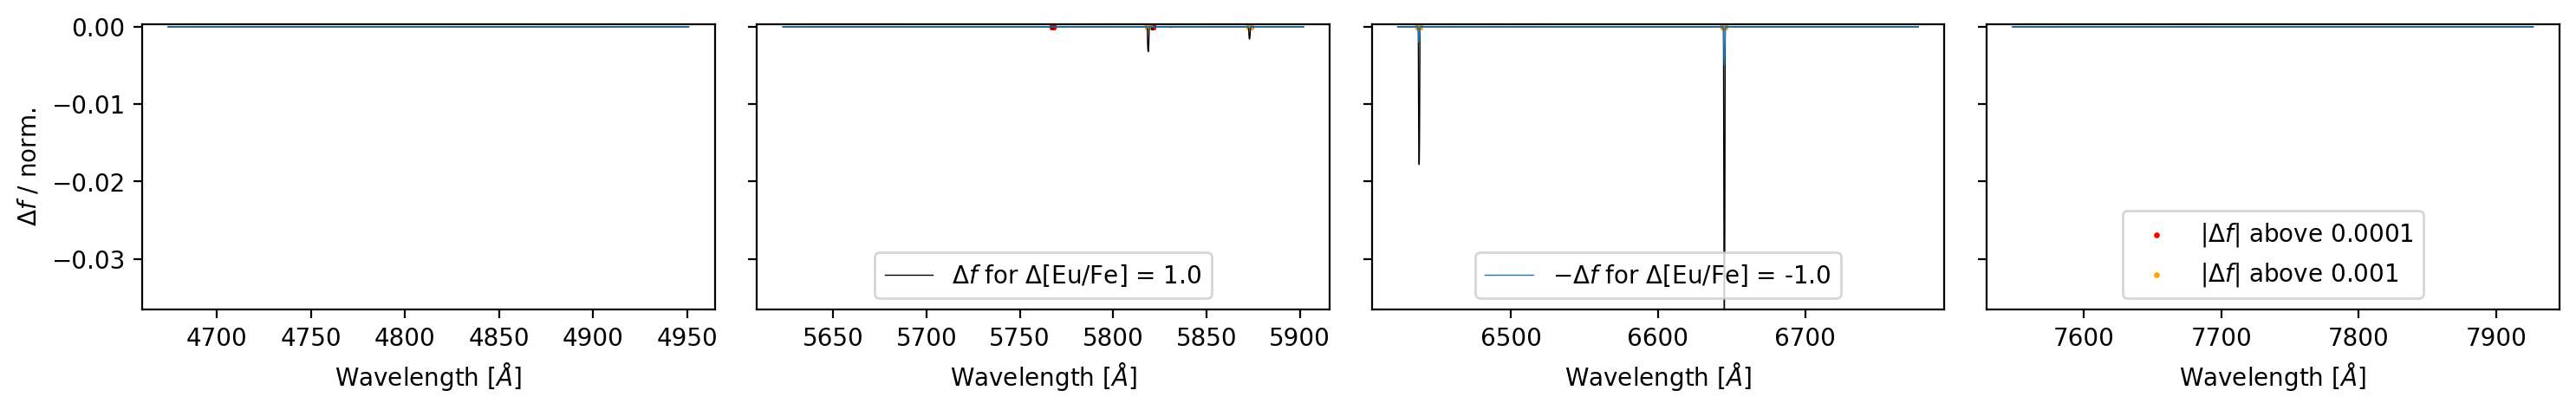 0.00
−0.01
−0.02
−0.03
Δf / norm.
4700 4750 4800 4850 4900 4950
Wavelength [Å]
Δf for Δ[Eu/Fe] = 1.0
5650 5700 5750 5800 5850 5900
Wavelength [Å]
−Δf for Δ[Eu/Fe] = -1.0
6500 6600 6700
Wavelength [Å]
|Δf| above 0.0001
|Δf| above 0.001
7600 7700 7800 7900
Wavelength [Å]